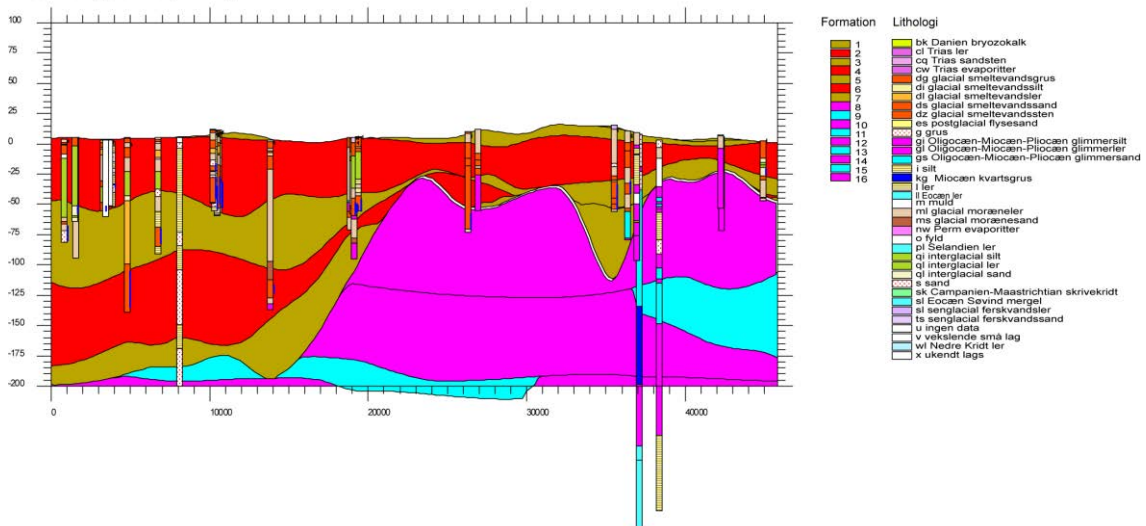 100
75
50
25
0
-25
-50
-75
-100
-125
-150
-175
-200
0 10000 20000 30000 40000
Formation
1
2
3
4
5
6
7
8
9
10
11
12
13
14
15
16
Lithologi
bk Danien bryozokalk
cl Trias ler
cq Trias sandsten
cw Trias evaporitter
dg glacial smeltevandsgrus
di glacial smeltevandssilt
dl glacial smeltevandsler
ds glacial smeltevandssand
dz glacial smeltevandssten
es postglacial flysesand
g grus
gi Oligocæn-Miocæn-Pliocæn glimmersilt
gl Oligocæn-Miocæn-Pliocæn glimmerler
gs Oligocæn-Miocæn-Pliocæn glimmersand
i silt
kg Miocæn kvartsgrus
l ler
ll Eocæn ler
m muld
ml glacial moræneler
ms glacial morænesand
nw Perm evaporitter
o fyld
pl Selandien ler
qi interglacial silt
ql interglacial ler
ql interglacial sand
s sand
sk Campanien-Maastrichtian skrivekridt
sl Eocæn Søvind mergel
sl senglacial ferskvandsler
ts senglacial ferskvandssand
u ingen data
v vekslende små lag
wl Nedre Kridt ler
x ukendt lags